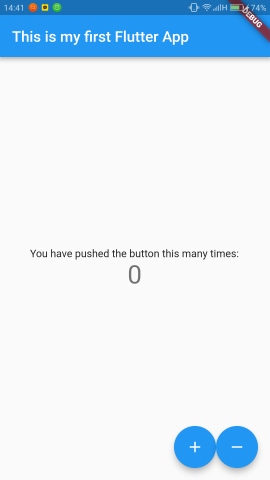 14:41
H
74%
DEBUG
This is my first Flutter App
You have pushed the button this many times:
0
+
−